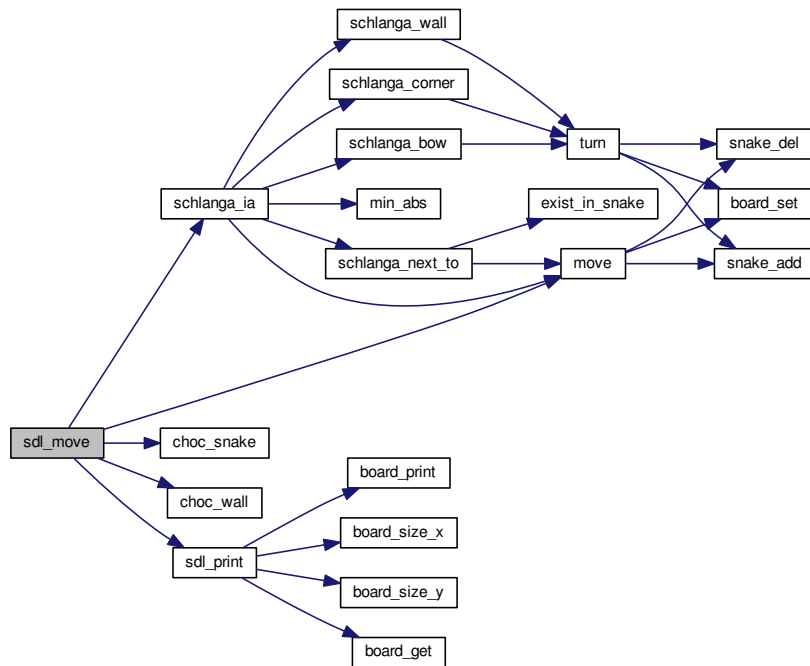 schlanga_wall
schlanga_corner
schlanga_bow
turn
snake_del
schlanga_ia
min_abs
exist_in_snake
board_set
schlanga_next_to
move
snake_add
sdl_move
choc_snake
board_print
choc_wall
board_size_x
sdl_print
board_size_y
board_get